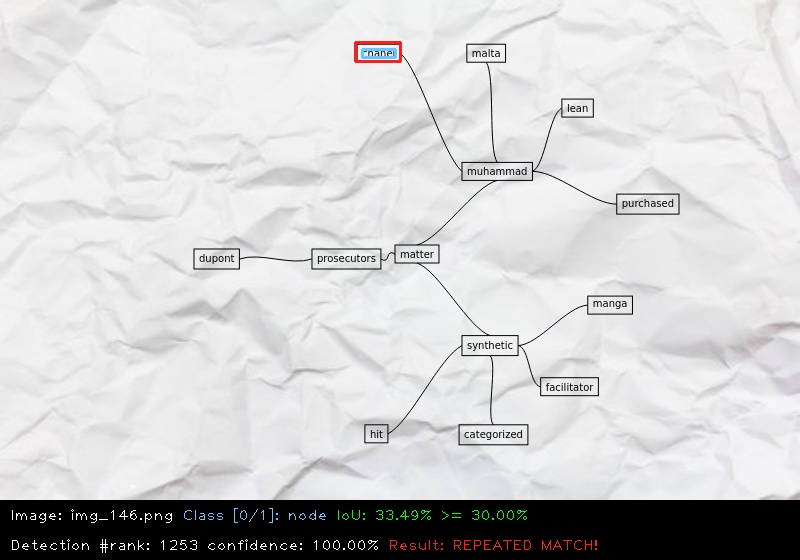 malta
lean
muhammad
purchased
dupont
prosecutors
matter
manga
synthetic
facilitator
hit
categorized
Image: img_146.png Class [0/1]: node IoU: 33.49% >= 30.00%
Detection #rank: 1253 confidence: 100.00% Result: REPEATED MATCH!